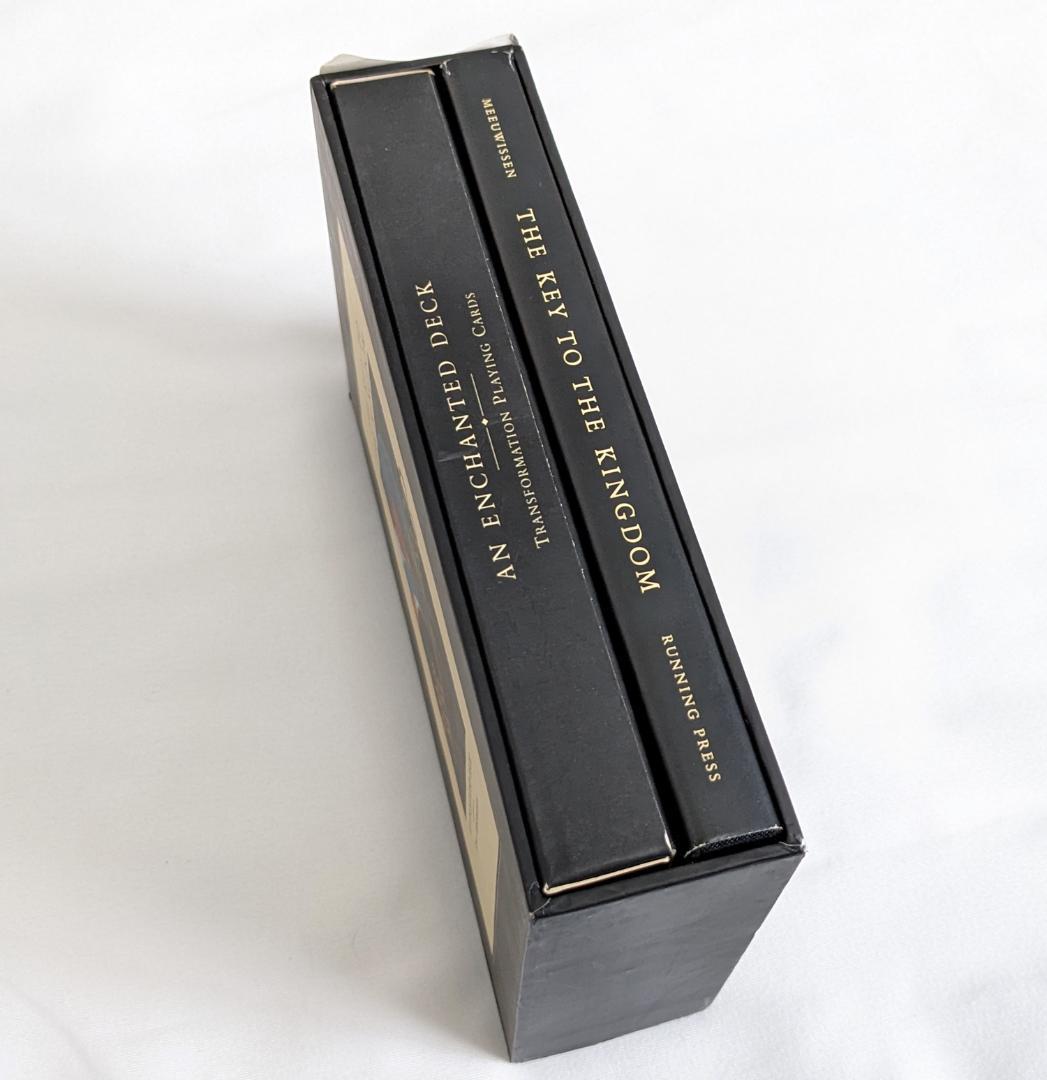 AN ENCHANTED DECK
TRANSFORMATION PLAYING CARDS
MEEUWISSEN
THE KEY TO THE KINGDOM
RUNNING PRESS